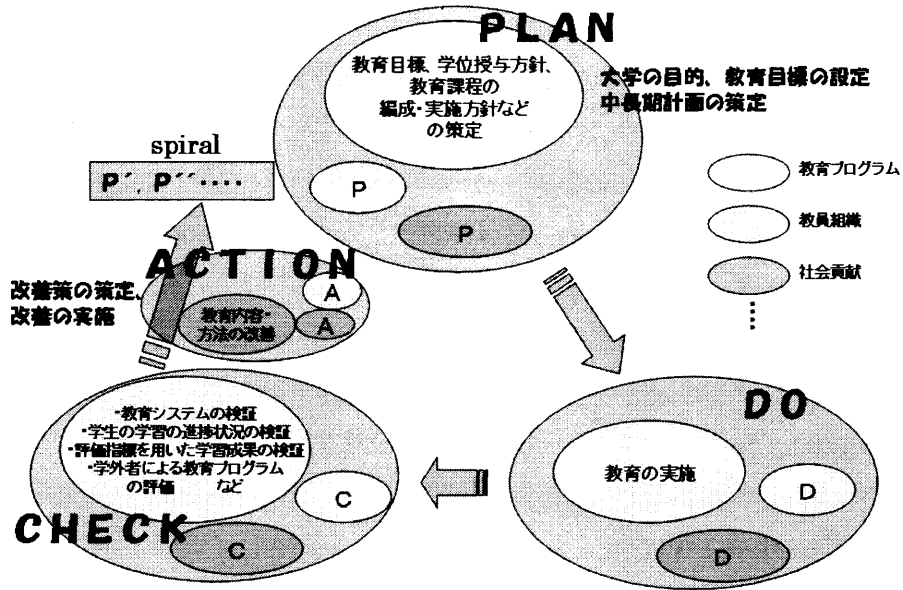 PLAN
教育目標、学位授与方針、
教育課程の
編成・実施方針など
の策定
大学の目的、教育目標の設定
中長期計画の策定
P
P
spiral
P´, P´´‥‥
教育プログラム
教員組織
社会貢献
ACTION
改善策の策定、
改善の実施
教育内容・
方法の改善
A
A
DO
教育の実施
D
D
CHECK
・教育システムの検証
・学生の学習の進捗状況の検証
・評価指標を用いた学習成果の検証
・学外者による教育プログラム
の評価 など
C
C